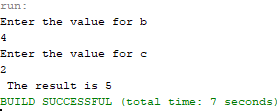 run:
Enter the value for b
4
Enter the value for c
2
 The result is 5
BUILD SUCCESSFUL (total time: 7 seconds)